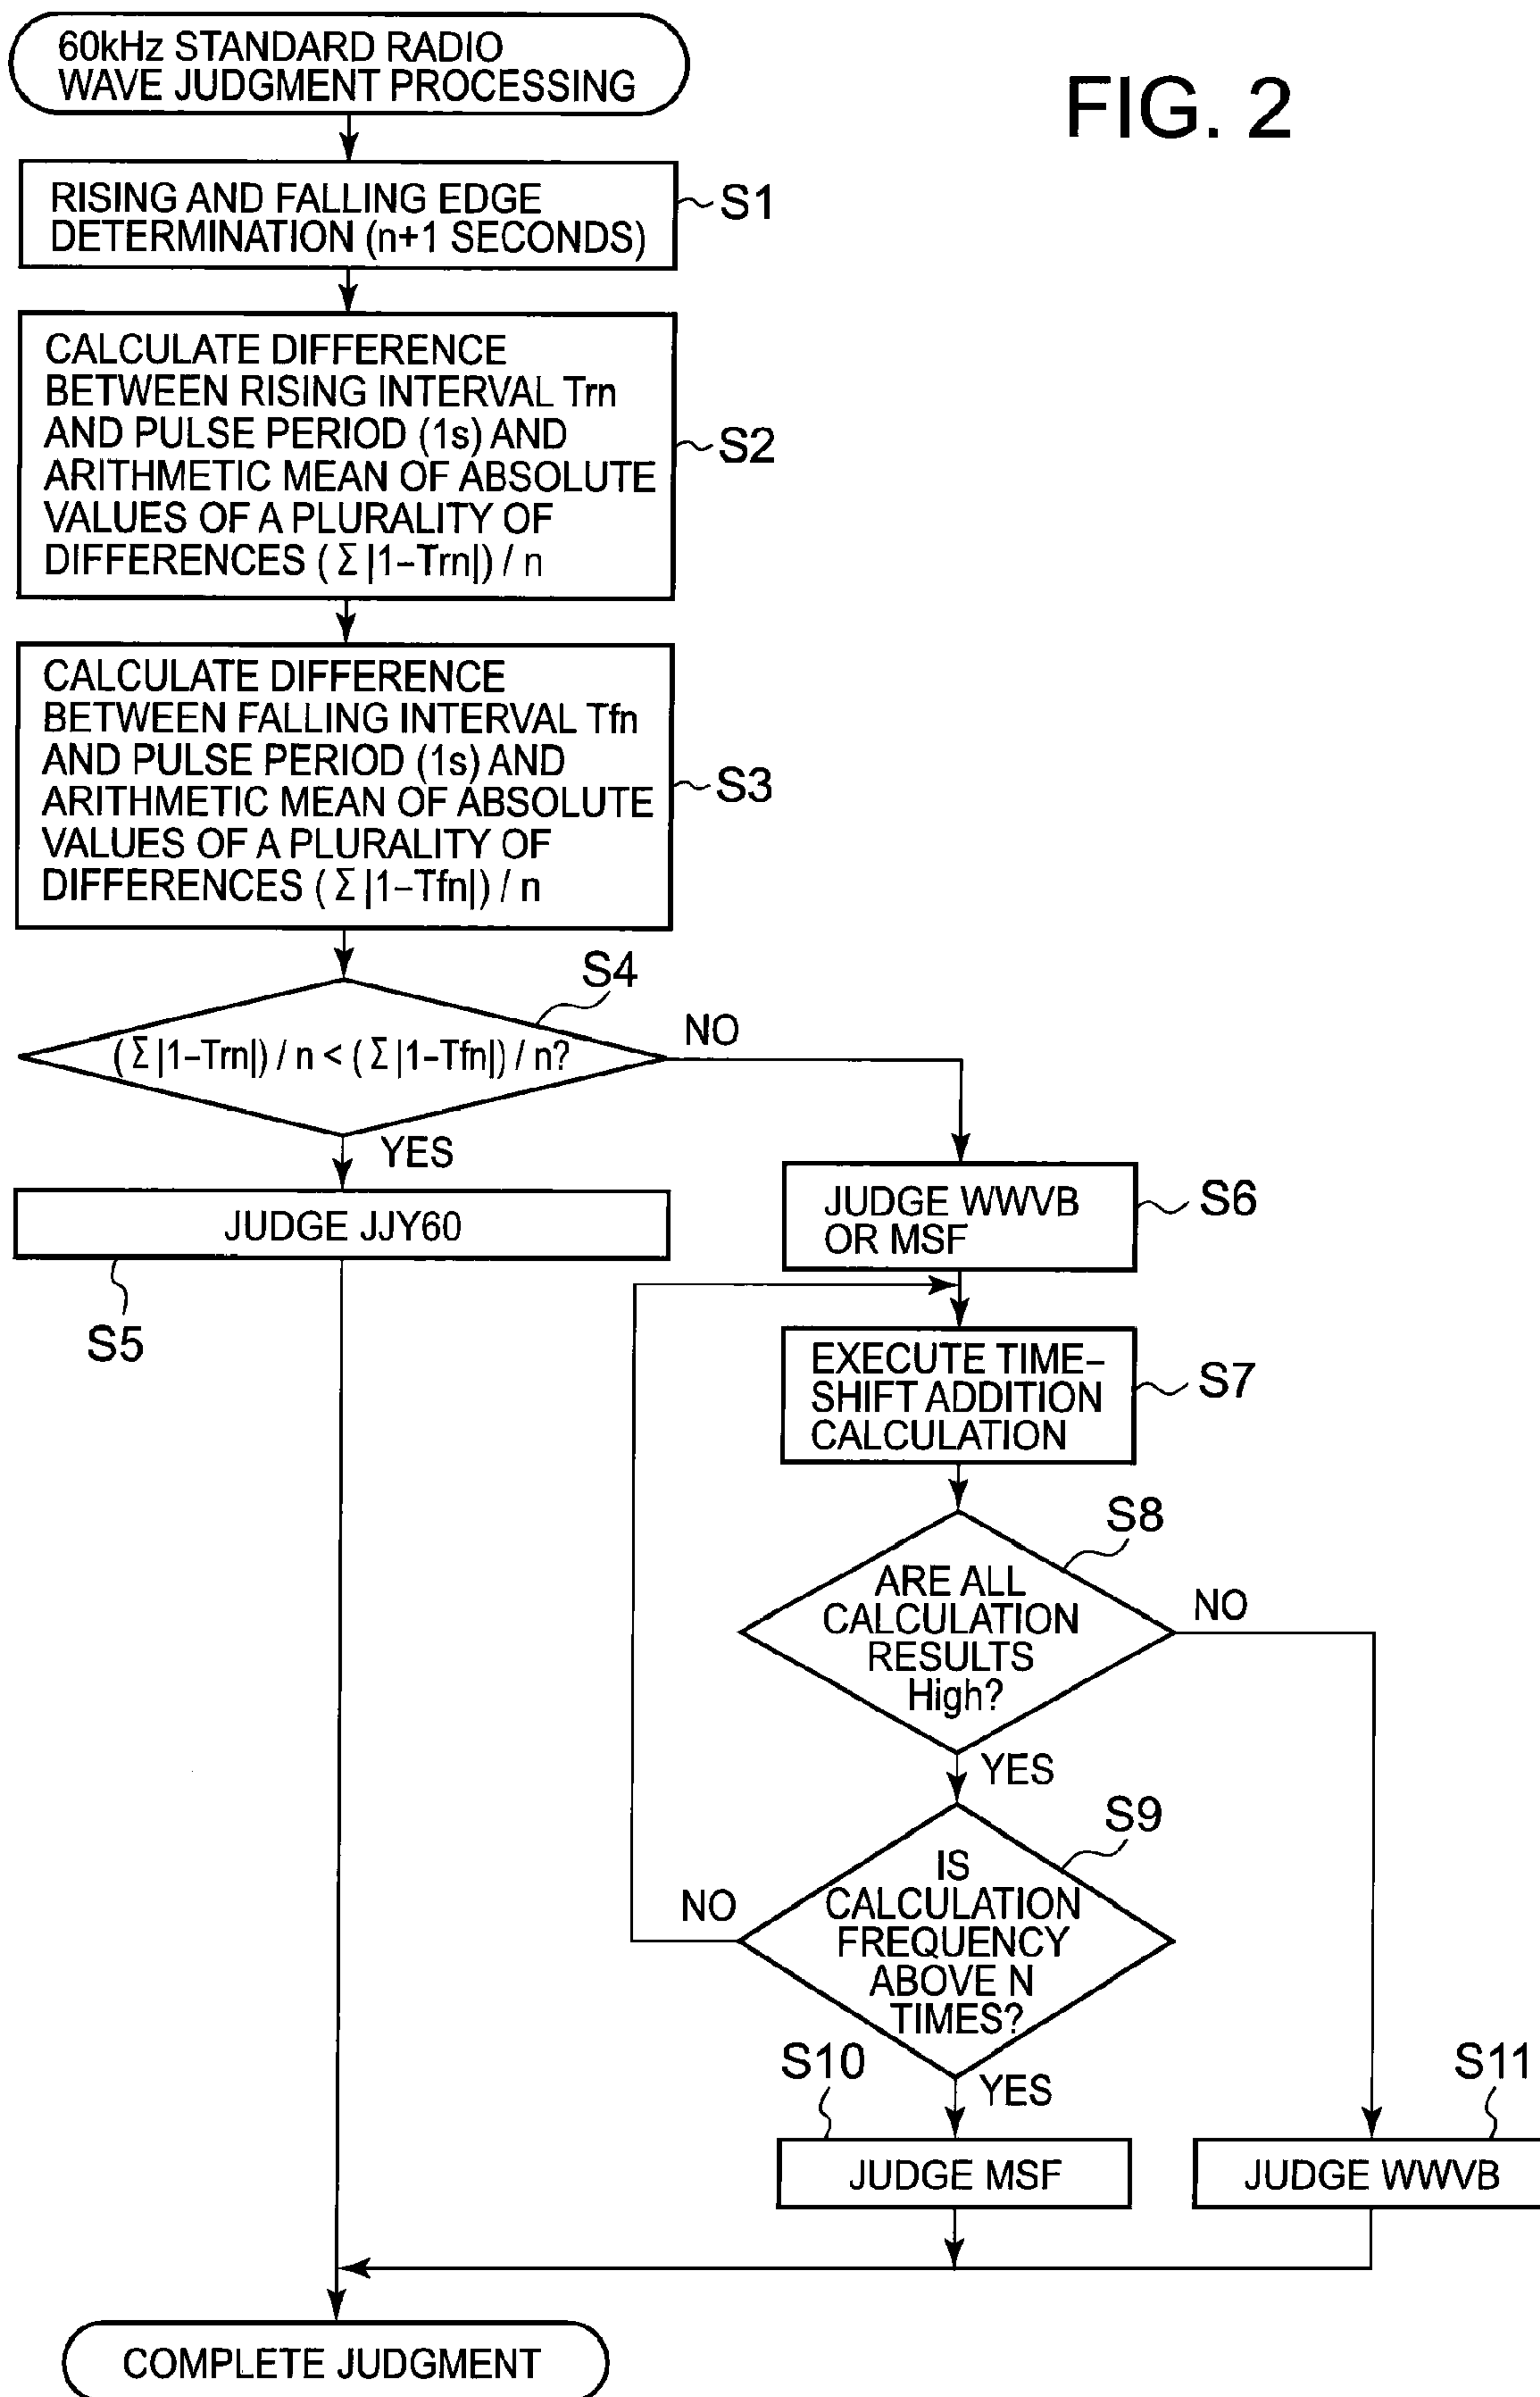 60kHz STANDARD RADIO
WAVE JUDGMENT PROCESSING
FIG. 2
RISING AND FALLING EDGE
DETERMINATION (n+1 SECONDS)
S1
CALCULATE DIFFERENCE
BETWEEN RISING INTERVAL Trn
AND PULSE PERIOD (1s) AND
ARITHMETIC MEAN OF ABSOLUTE
VALUES OF A PLURALITY OF
DIFFERENCES (Σ|1–Trn|) / n
S2
CALCULATE DIFFERENCE
BETWEEN FALLING INTERVAL Tfn
AND PULSE PERIOD (1s) AND
ARITHMETIC MEAN OF ABSOLUTE
VALUES OF A PLURALITY OF
DIFFERENCES (Σ|1–Tfn|) / n
S3
S4
(Σ|1–Trn|) / n < (Σ|1–Tfn|) / n?
NO
YES
JUDGE JJY60
S5
JUDGE WWVB
OR MSF
S6
EXECUTE TIME–
SHIFT ADDITION
CALCULATION
S7
S8
ARE ALL
CALCULATION
RESULTS
High?
NO
YES
S9
IS
CALCULATION
FREQUENCY
ABOVE N
TIMES?
NO
YES
S10
JUDGE MSF
S11
JUDGE WWVB
COMPLETE JUDGMENT